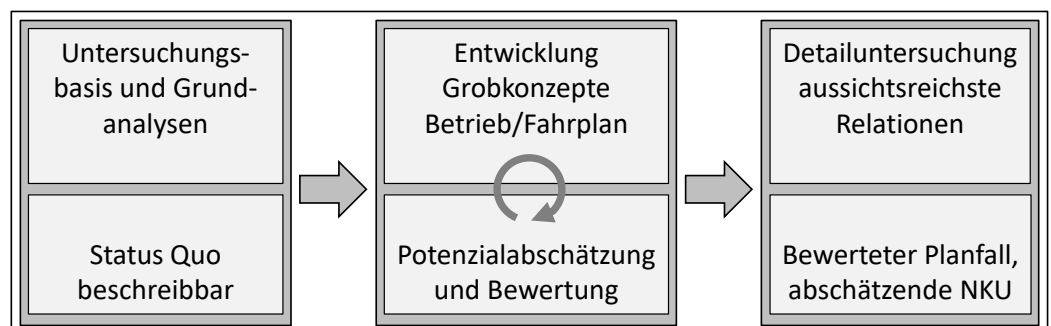 Untersuchungs-
basis und Grund-
analysen
Status Quo
beschreibbar
Entwicklung
Grobkonzepte
Betrieb/Fahrplan
Potenzialabschätzung
und Bewertung
Detailuntersuchung
aussichtsreichste
Relationen
Bewerteter Planfall,
abschätzende NKU